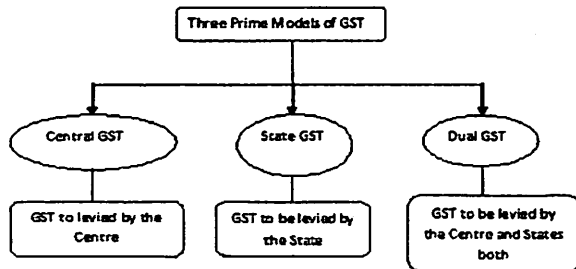 Three Prime Models of GST
Central GST
State GST
Dual GST
GST to levied by the
Centre
GST to be levied by
the State
GST to be levied by
the Centre and States
both